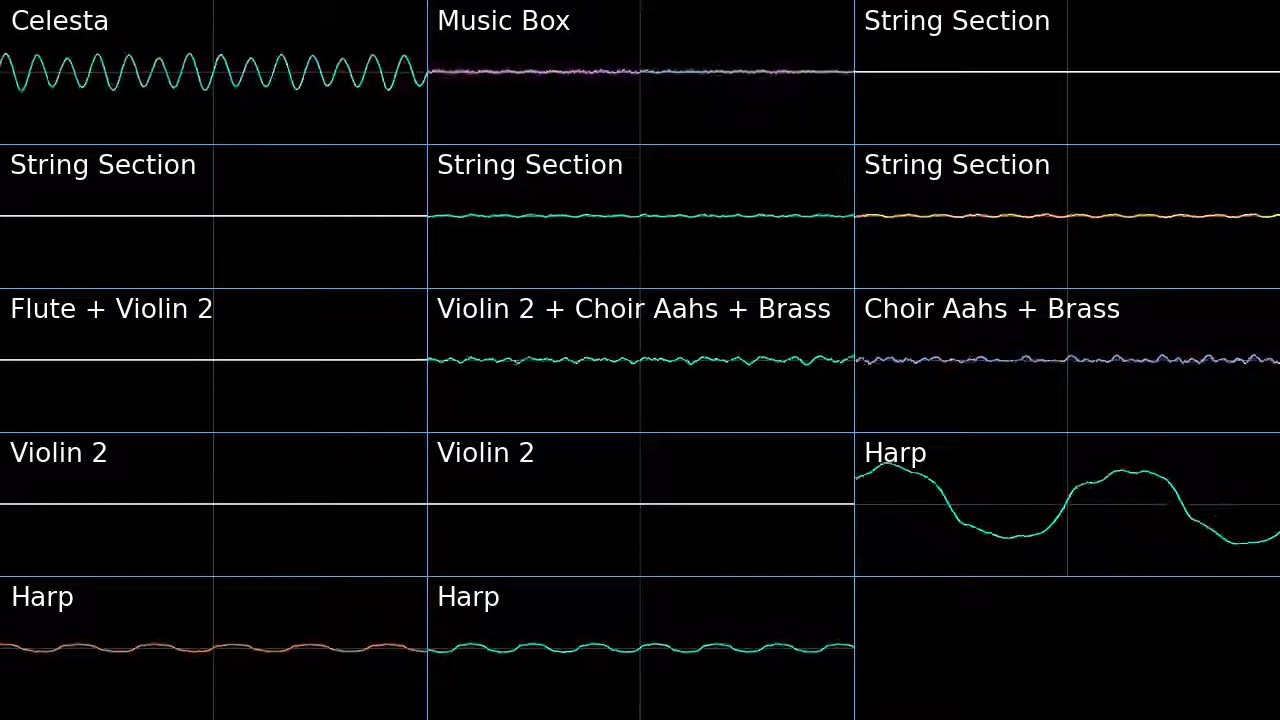 Celesta
Music Box
String Section
String Section
String Section
String Section
Flute + Violin 2
Violin 2 + Choir Aahs + Brass
Choir Aahs + Brass
Violin 2
Violin 2
Harp
Harp
Harp